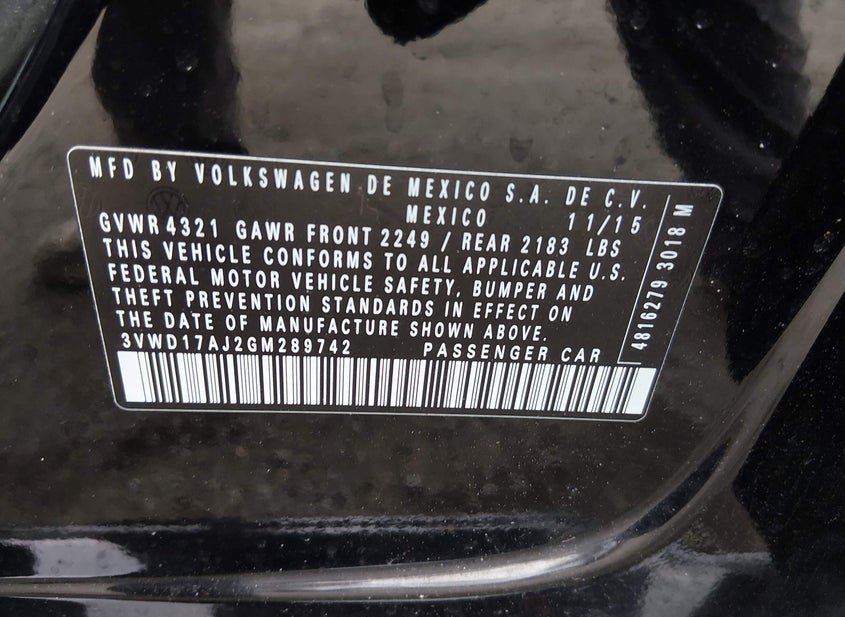 MFD BY VOLKSWAGEN DE MEXICO S.A. DE C.V.
MEXICO 11/15
GVWR 4321 GAWR FRONT 2249 / REAR 2183 LBS
THIS VEHICLE CONFORMS TO ALL APPLICABLE U.S.
FEDERAL MOTOR VEHICLE SAFETY, BUMPER AND
THEFT PREVENTION STANDARDS IN EFFECT ON
THE DATE OF MANUFACTURE SHOWN ABOVE.
3VWD17AJ2GM289742 PASSENGER CAR
4816279 3018 M